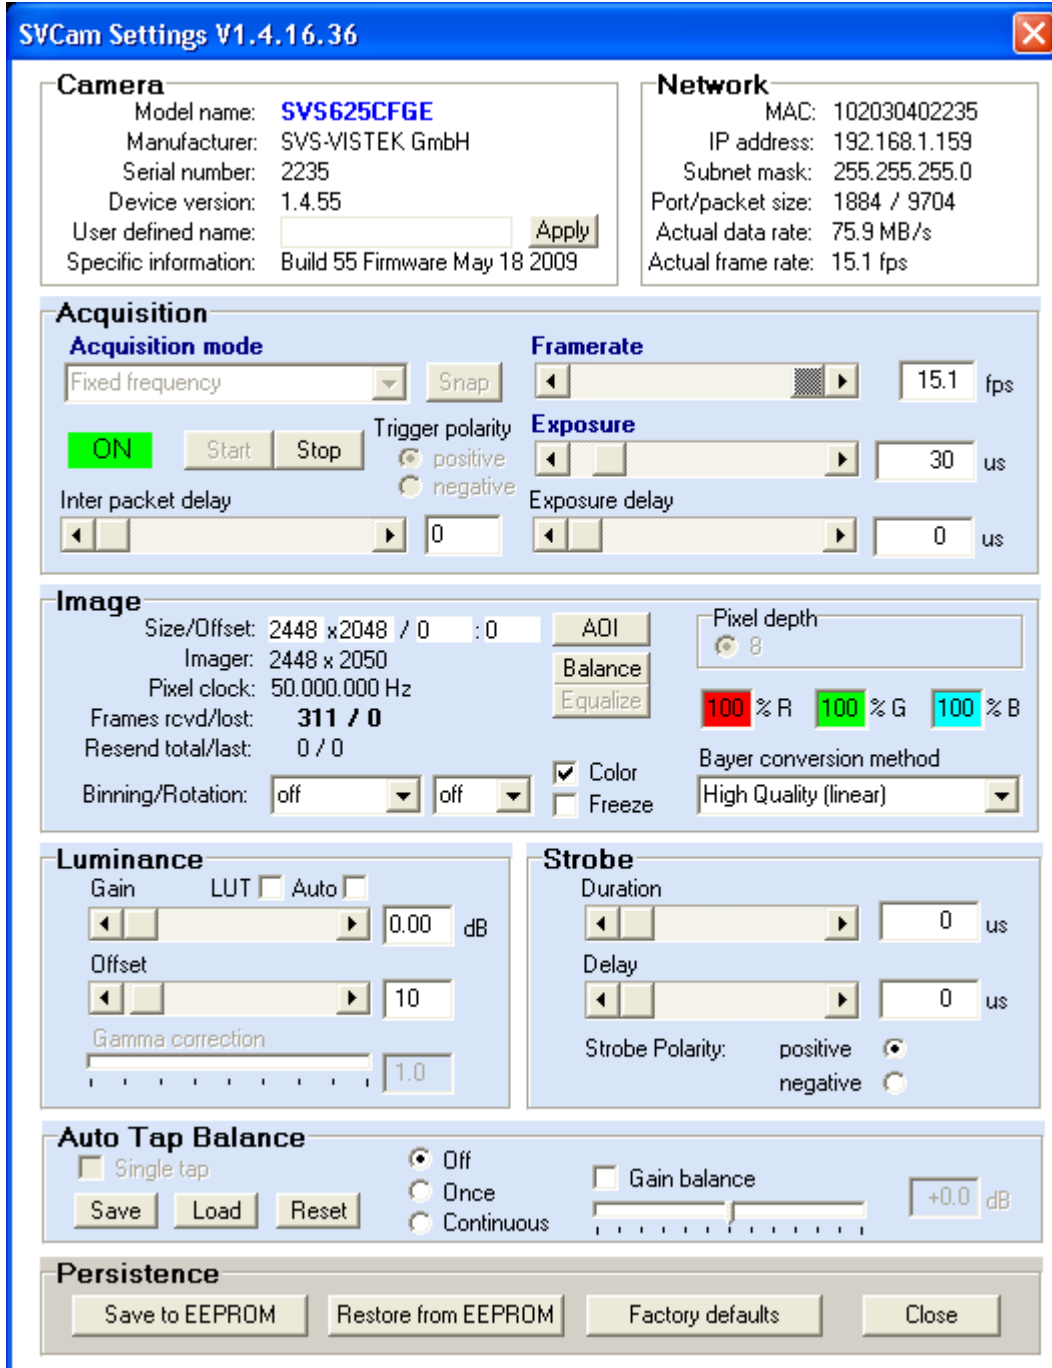 SVCam Settings V1.4.16.36
Camera
Model name: SVS625CFGE
Manufacturer: SVS-VISTEK GmbH
Serial number: 2235
Device version: 1.4.55
User defined name: Apply
Specific information: Build 55 Firmware May 18 2009
Network
MAC: 102030402235
IP address: 192.168.1.159
Subnet mask: 255.255.255.0
Port/packet size: 1884 / 9704
Actual data rate: 75.9 MB/s
Actual frame rate: 15.1 fps
Acquisition
Acquisition mode
Fixed frequency Snap
ON Start Stop
Trigger polarity
positive
negative
Inter packet delay
0
Framerate
15.1 fps
Exposure
30 us
Exposure delay
0 us
Image
Size/Offset: 2448 x2048 / 0 :0 AOI
Imager: 2448 x 2050
Balance
Pixel clock: 50.000.000 Hz
Equalize
Frames rcvd/lost: 311 / 0
Resend total/last: 0 / 0
Binning/Rotation: off off
Color
Freeze
Pixel depth
8
100 % R 100 % G 100 % B
Bayer conversion method
High Quality (linear)
Luminance
Gain LUT Auto
0.00 dB
Offset
10
Gamma correction
1.0
Strobe
Duration
0 us
Delay
0 us
Strobe Polarity: positive
negative
Auto Tap Balance
Single tap
Save Load Reset
Off
Once
Continuous
Gain balance
+0.0 dB
Persistence
Save to EEPROM Restore from EEPROM Factory defaults Close